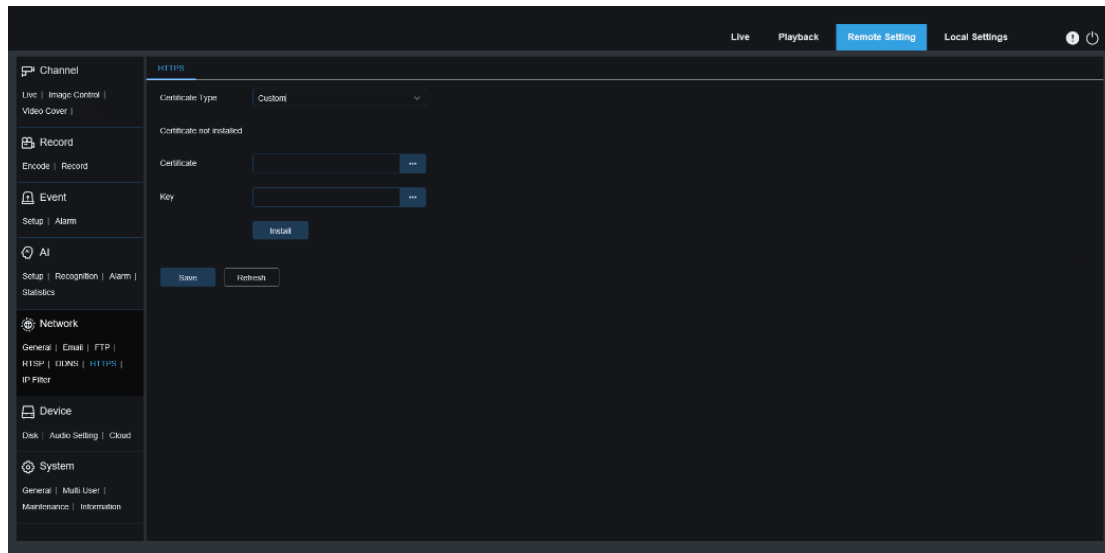 Live Playback Remote Setting Local Settings
Channel
Live | Image Control |
Video Cover |
Record
Encode | Record
Event
Setup | Alarm
AI
Setup | Recognition | Alarm |
Statistics
Network
General | Email | FTP |
RTSP | DDNS | HTTPS |
IP Filter
Device
Disk | Audio Setting | Cloud
System
General | Multi-User |
Maintenance | Information
HTTPS
Certificate Type Custom
Certificate not installed
Certificate ...
Key ...
Install
Save Refresh